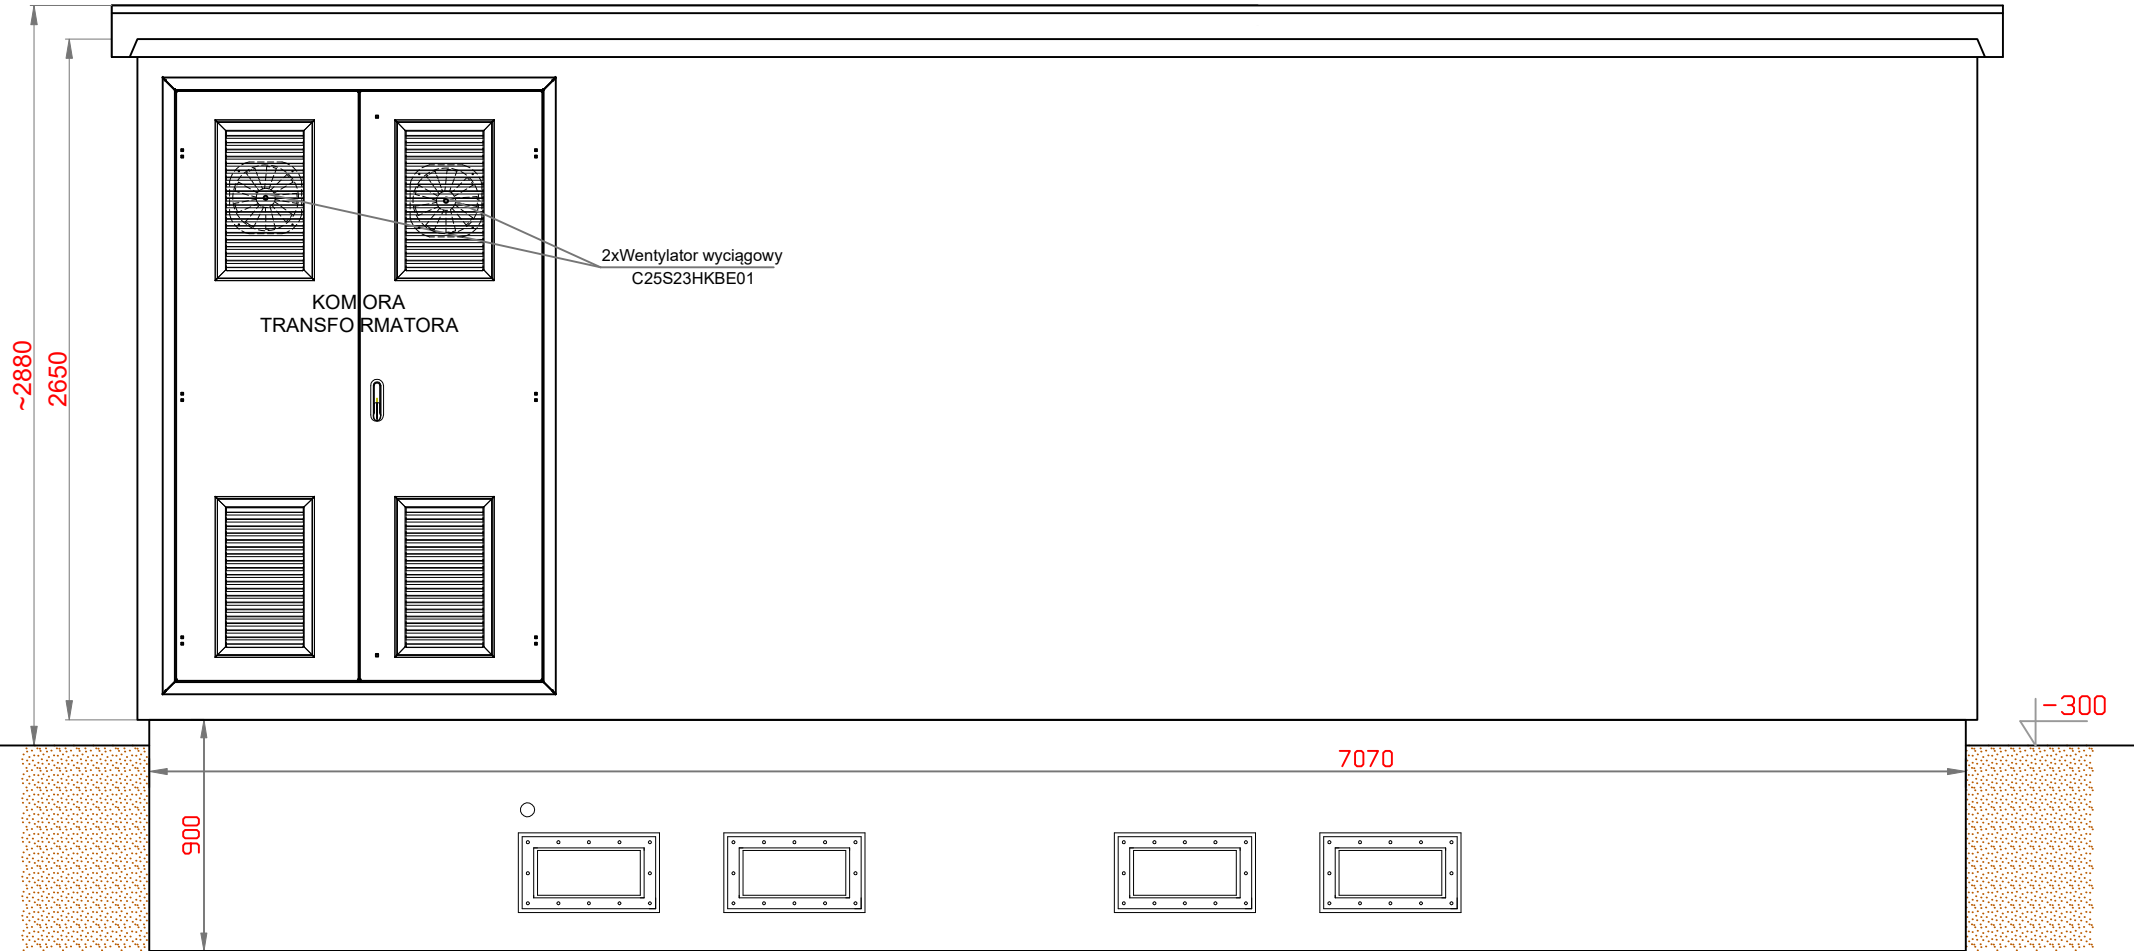 2xWentylator wyciągowy
C25S23HKBE01
KOMORA
TRANSFORMATORA
~2880
2650
-300
7070
900